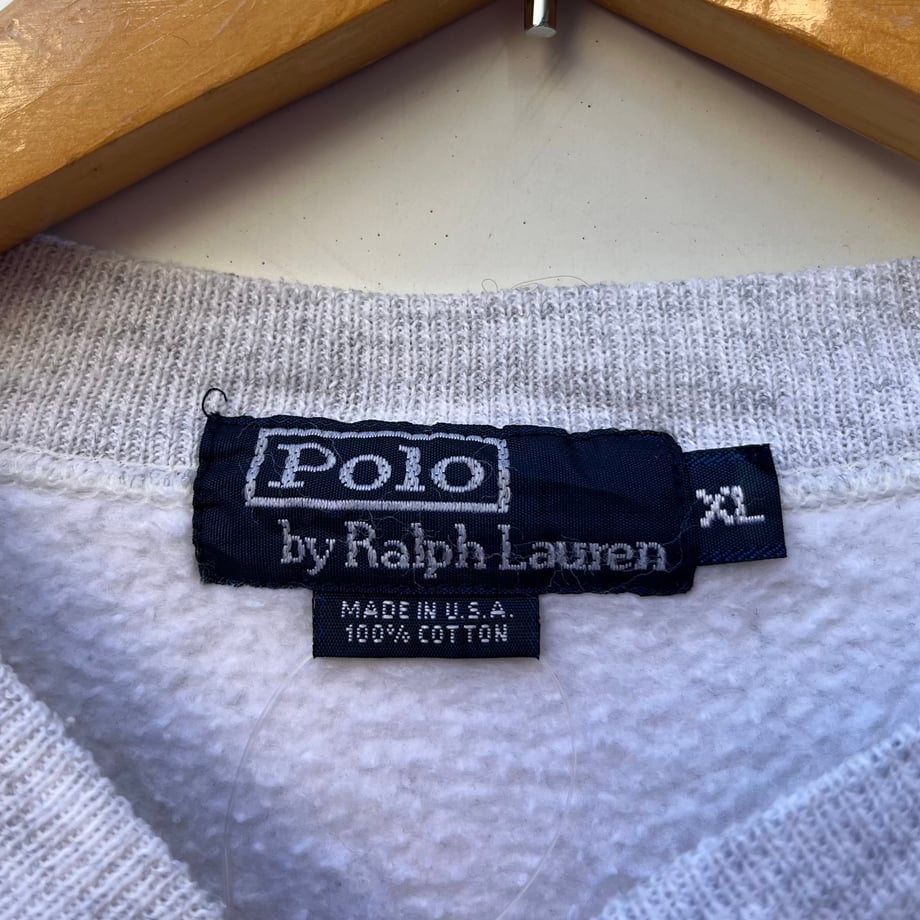 Polo
by Ralph Lauren
XL
MADE IN U.S.A.
100% COTTON